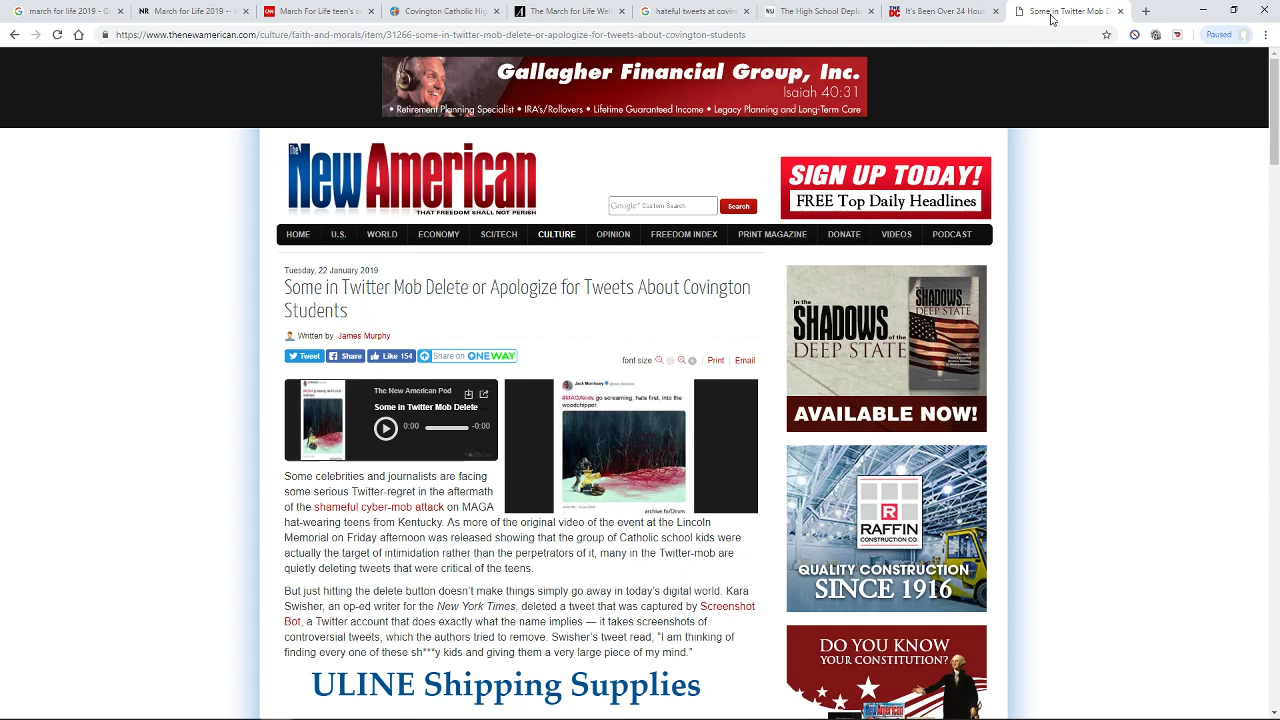 march for life 2019 - G
March for life 2019 -
March For Life teen's e
Covington Catholic Hig
The March for Life Wei
hateful tweets at coving
The High School Depl
It's Been Over 24 Hour
Some in Twitter Mob D
https://www.thenewamerican.com/culture/faith-and-morals/item/31266-some-in-twitter-mob-delete-or-apologize-for-tweets-about-covington-students
Paused
Gallagher Financial Group, Inc.
Isaiah 40:31
• Retirement Planning Specialist • IRA's/Rollovers • Lifetime Guaranteed Income • Legacy Planning and Long-Term Care
The New American
THAT FREEDOM SHALL NOT PERISH
Google Custom Search
Search
SIGN UP TODAY!
FREE Top Daily Headlines
HOME U.S. WORLD ECONOMY SCI/TECH CULTURE OPINION FREEDOM INDEX PRINT MAGAZINE DONATE VIDEOS PODCAST
Tuesday, 22 January 2019
Some in Twitter Mob Delete or Apologize for Tweets About Covington
Students
Written by James Murphy
Tweet Share Like 154 Share on ONEWAY
font size Print Email
The New American Pod
Some in Twitter Mob Delete
0:00 -0:00
Jack Morrissey
#MAGAkids go screaming, hats first, into the
woodchipper.
Some celebrities and journalists are facing
some serious Twitter-regret in the aftermath
of the shameful cyber-mob attack on MAGA
hat-wearing teens from Kentucky. As more of the original video of the event at the Lincoln
Memorial on Friday afternoon was released showing that the group of Catholic school kids were
actually the target of intimidation rather than the perpetrators of it, many in the Twitter-mob are
quietly deleting tweets that were critical of the teens.
But just hitting the delete button doesn't make things simply go away in today's digital world. Kara
Swisher, an op-ed writer for the New York Times, deleted a tweet that was captured by Screenshot
Bot, a Twitter account that does exactly what the name implies — it takes screenshots of
controversial tweets, which the authors tried to remove. Swisher's tweet read, "I am thinking of
finding every one of these sh***y kids and giving them a very large piece of my mind."
ULINE Shipping Supplies
In the
SHADOWS
of the
DEEP STATE
SHADOWS
DEEP STATE
AVAILABLE NOW!
R
RAFFIN
CONSTRUCTION CO.
QUALITY CONSTRUCTION
SINCE 1916
DO YOU KNOW
YOUR CONSTITUTION?
New American